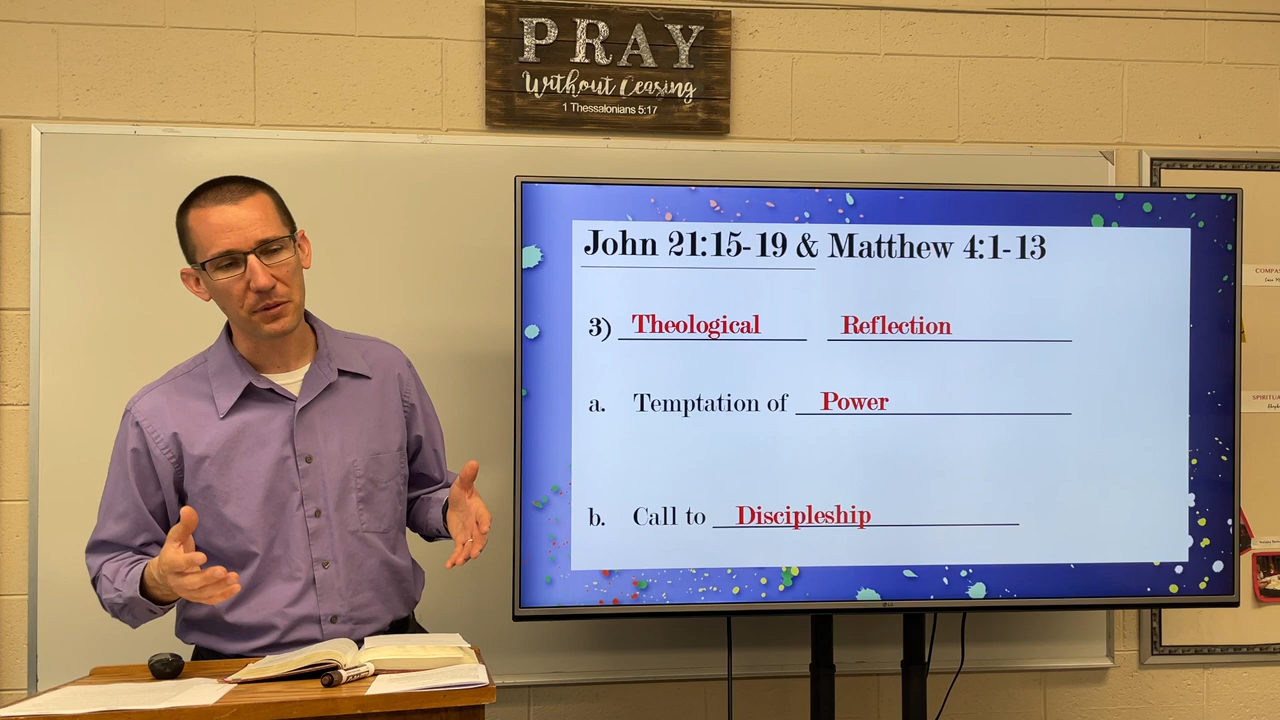 PRAY
Without Ceasing
1 Thessalonians 5:17
John 21:15-19 & Matthew 4:1-13
3) Theological Reflection
a. Temptation of Power
b. Call to Discipleship
LG